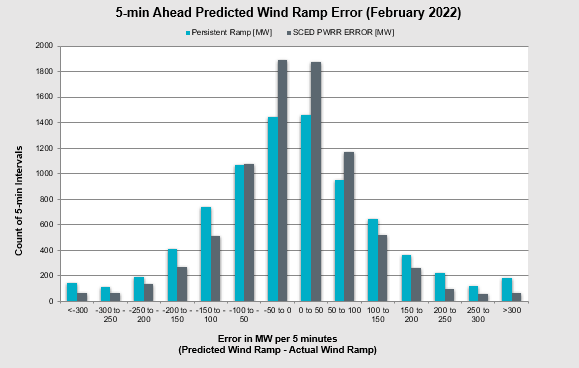 5-min Ahead Predicted Wind Ramp Error (February 2022)
Persistent Ramp [MW] SCED PWRR ERROR [MW]
2000
1800
1600
1400
1200
1000
800
600
400
200
0
Count of 5-min Intervals
<-300 -300 to - -250 to - -200 to - -150 to - -100 to - -50 to 0 0 to 50 50 to 100 100 to 150 to 200 to 250 to >300
250 200 150 100 50 150 200 250 300
Error in MW per 5 minutes
(Predicted Wind Ramp - Actual Wind Ramp)